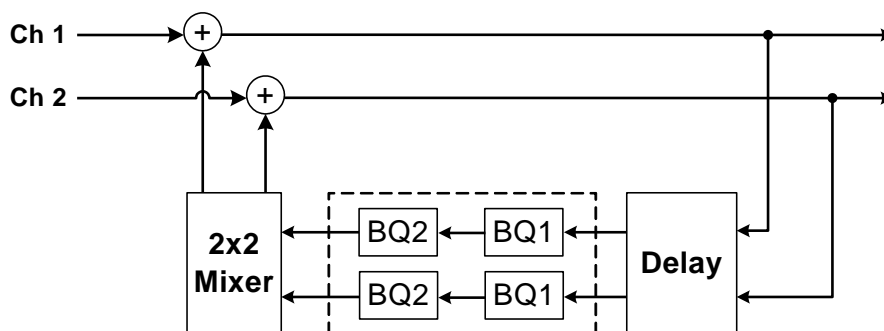 Ch 1
+
Ch 2
+
2x2
Mixer
BQ2
BQ1
BQ2
BQ1
Delay